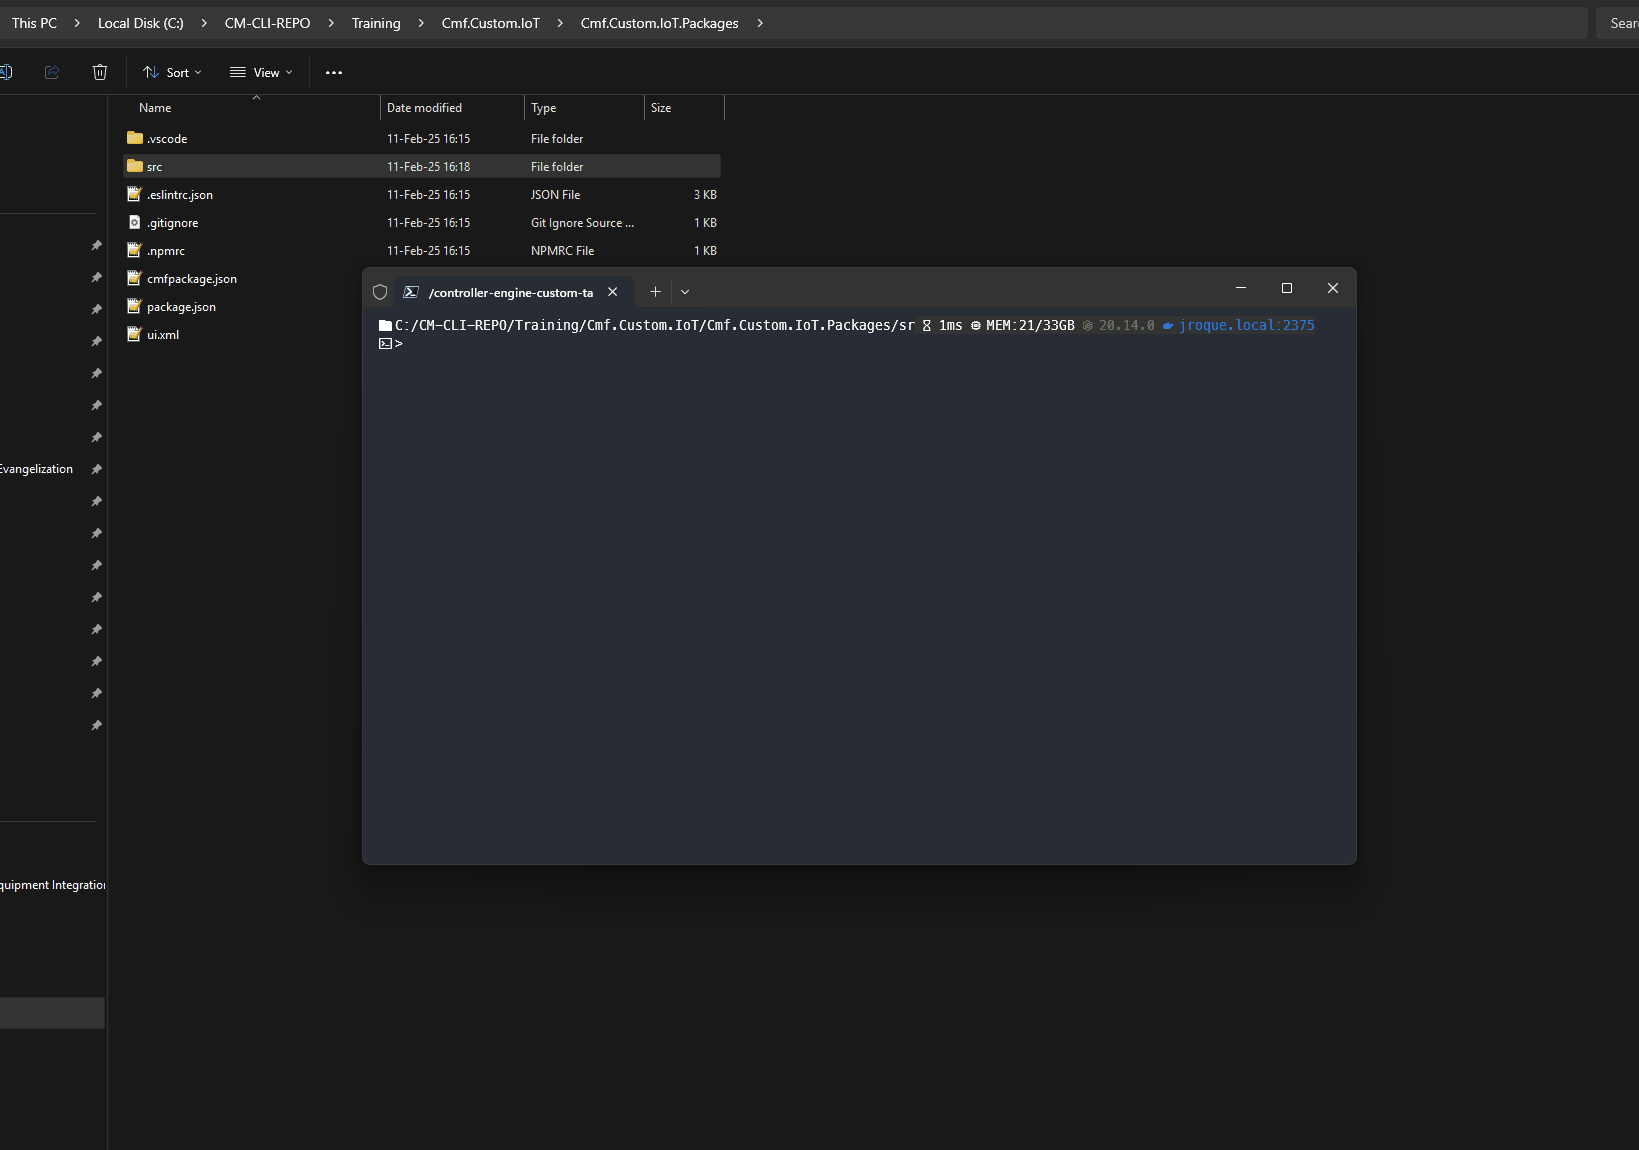 This PC > Local Disk (C:) > CM-CLI-REPO > Training > Cmf.Custom.IoT > Cmf.Custom.IoT.Packages >
Sear
Sort
View
Name
Date modified
Type
Size
.vscode 11-Feb-25 16:15 File folder
src 11-Feb-25 16:18 File folder
.eslintrc.json 11-Feb-25 16:15 JSON File 3 KB
.gitignore 11-Feb-25 16:15 Git Ignore Source ... 1 KB
.npmrc 11-Feb-25 16:15 NPMRC File 1 KB
cmfpackage.json
package.json
ui.xml
Evangelization
quipment Integration
/controller-engine-custom-ta
C:/CM-CLI-REPO/Training/Cmf.Custom.IoT/Cmf.Custom.IoT.Packages/sr 1ms MEM:21/33GB 20.14.0 jroque.local:2375
>